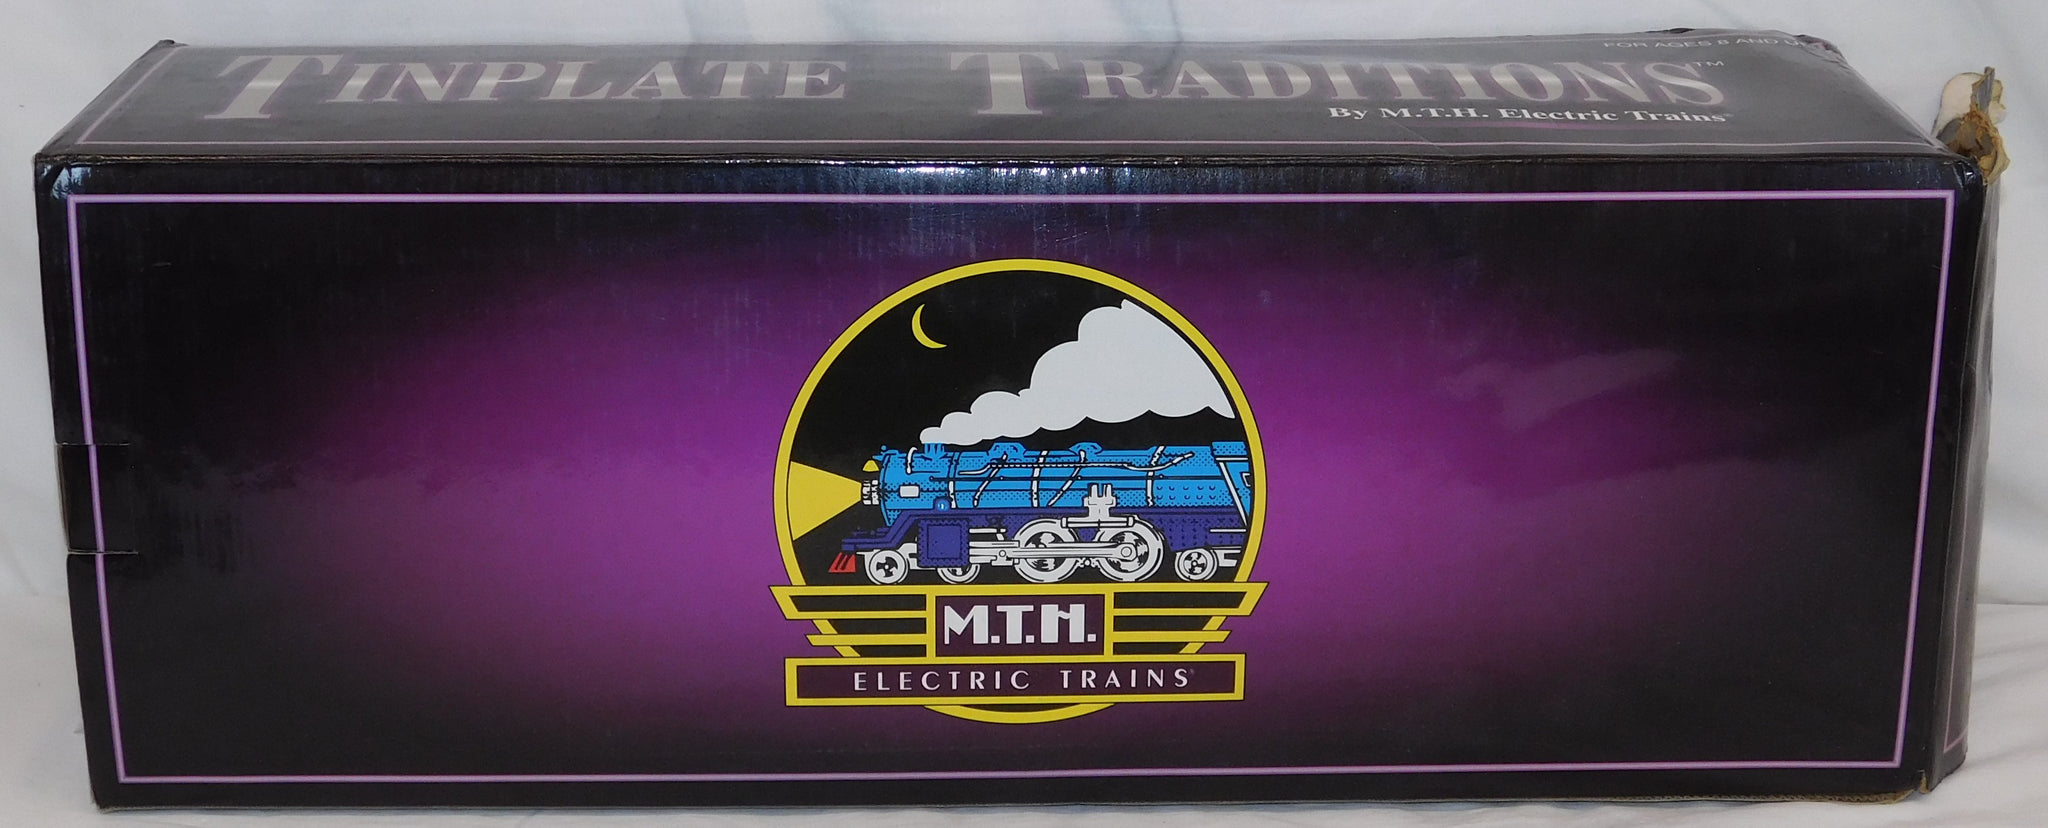 FOR AGES 8 AND UP
TINPLATE TRADITIONS™
By M.T.H. Electric Trains®
M.T.H.
ELECTRIC TRAINS®